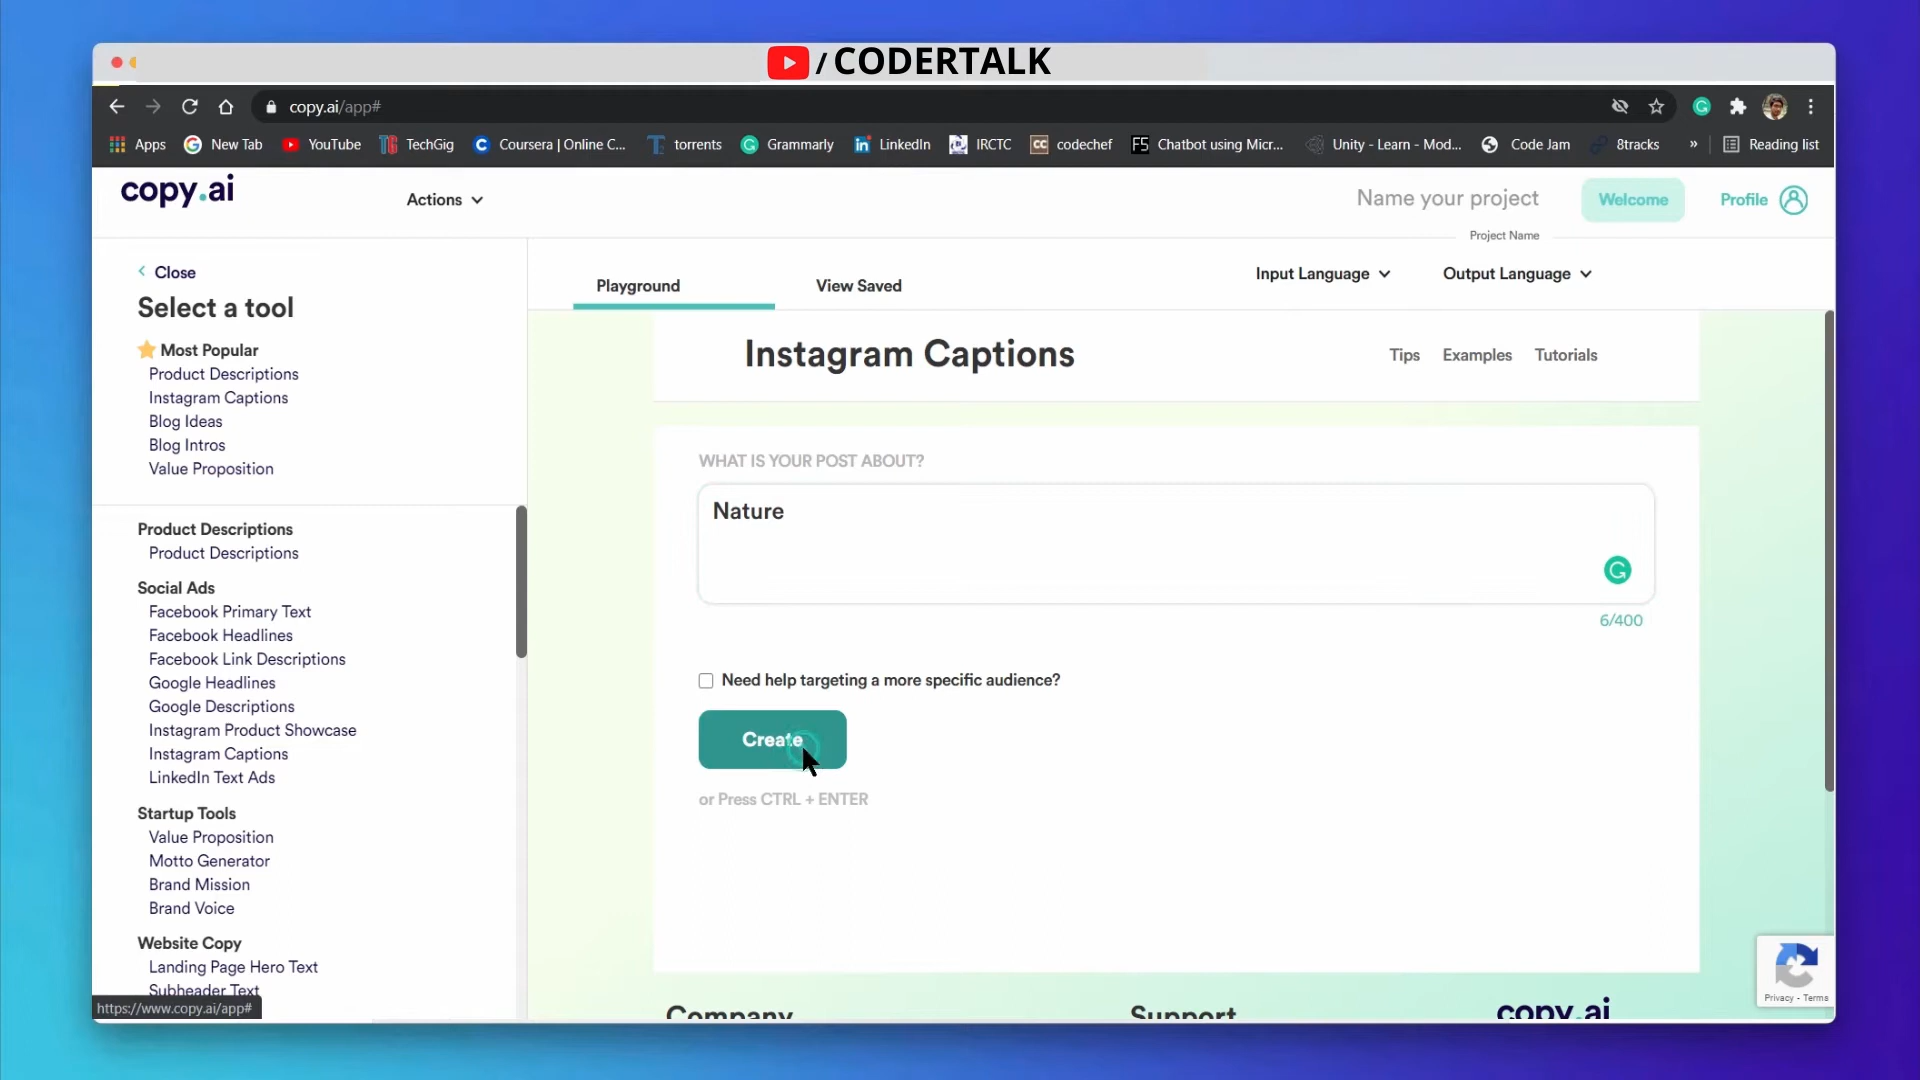 /CODERTALK
copy.ai/app#
Apps
New Tab
YouTube
TechGig
Coursera | Online C...
torrents
Grammarly
LinkedIn
IRCTC
codechef
Chatbot using Micr...
Unity - Learn - Mod...
Code Jam
8tracks
»
Reading list
copy.ai
Actions
Name your project
Welcome
Profile
Project Name
Close
Select a tool
Most Popular
Product Descriptions
Instagram Captions
Blog Ideas
Blog Intros
Value Proposition
Product Descriptions
Product Descriptions
Social Ads
Facebook Primary Text
Facebook Headlines
Facebook Link Descriptions
Google Headlines
Google Descriptions
Instagram Product Showcase
Instagram Captions
LinkedIn Text Ads
Startup Tools
Value Proposition
Motto Generator
Brand Mission
Brand Voice
Website Copy
Landing Page Hero Text
Subheader Text
https://www.copy.ai/app#
Playground
View Saved
Input Language
Output Language
Instagram Captions
Tips
Examples
Tutorials
WHAT IS YOUR POST ABOUT?
Nature
6/400
Need help targeting a more specific audience?
Create
or Press CTRL + ENTER
Company
Support
copy.ai
Privacy - Terms